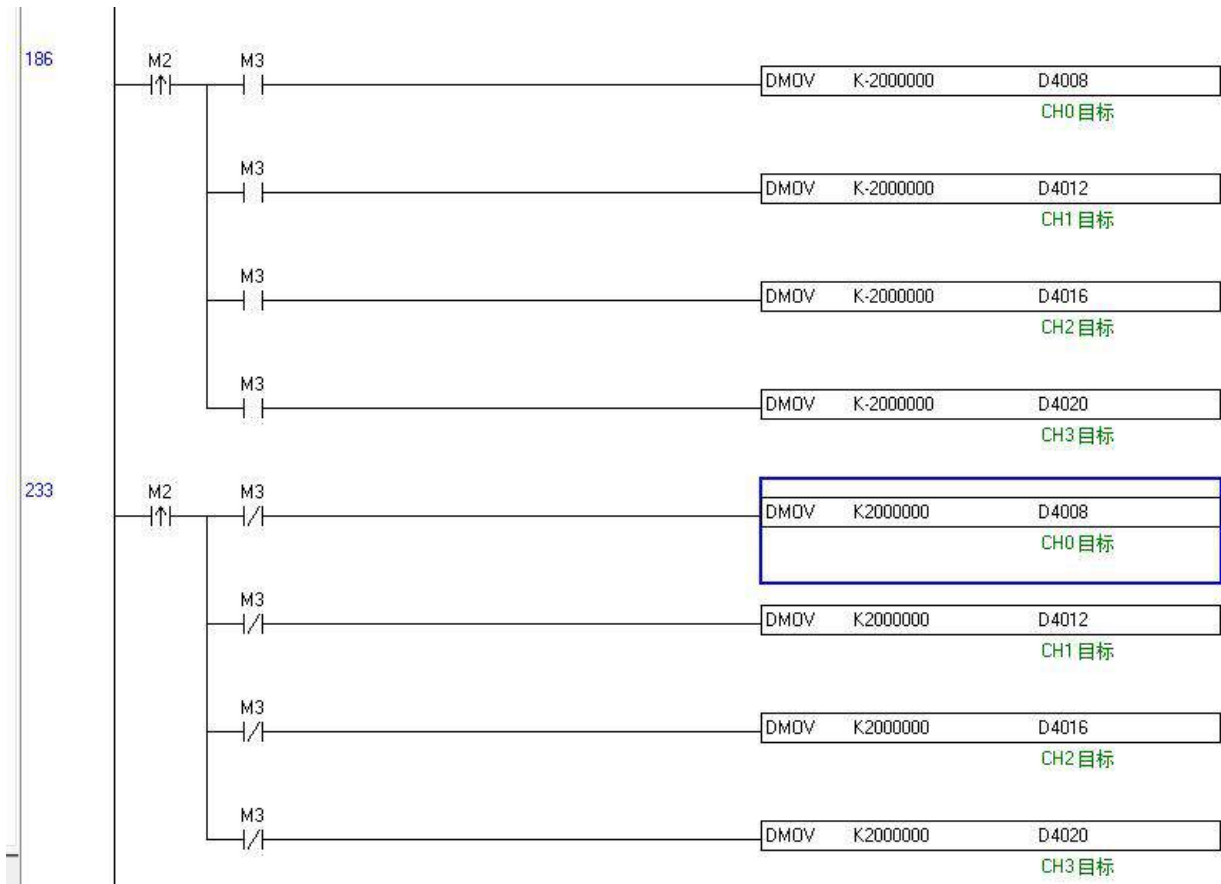 186 M2 M3
DMOV K-2000000 D4008
CH0目标
M3
DMOV K-2000000 D4012
CH1目标
M3
DMOV K-2000000 D4016
CH2目标
M3
DMOV K-2000000 D4020
CH3目标
233 M2 M3
DMOV K2000000 D4008
CH0目标
M3
DMOV K2000000 D4012
CH1目标
M3
DMOV K2000000 D4016
CH2目标
M3
DMOV K2000000 D4020
CH3目标